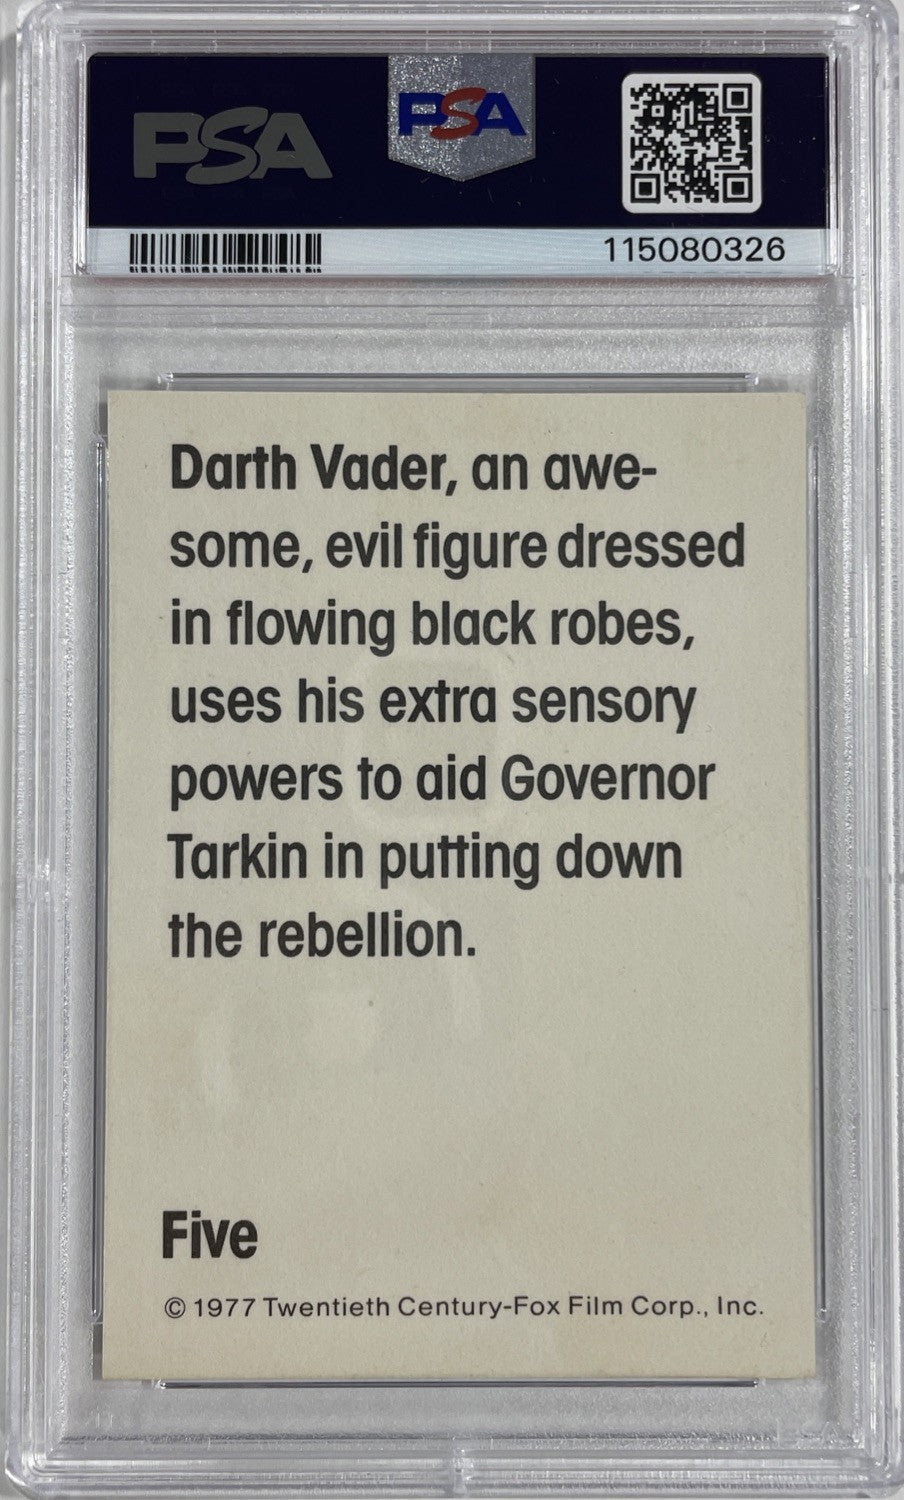 PSA
PSA
115080326
Darth Vader, an awe-
some, evil figure dressed
in flowing black robes,
uses his extra sensory
powers to aid Governor
Tarkin in putting down
the rebellion.
Five
© 1977 Twentieth Century-Fox Film Corp., Inc.